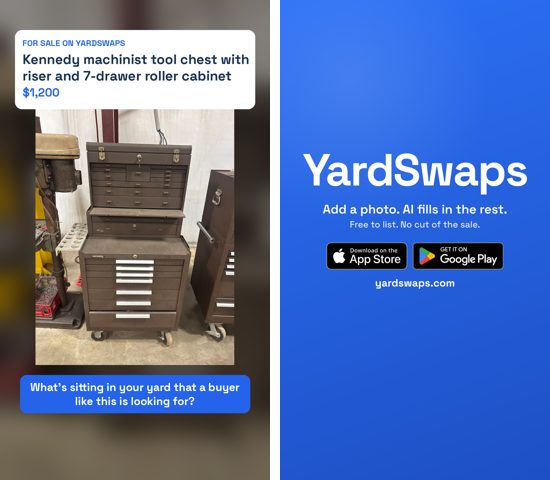 FOR SALE ON YARDSWAPS
Kennedy machinist tool chest with
riser and 7-drawer roller cabinet
$1,200
What's sitting in your yard that a buyer
like this is looking for?
YardSwaps
Add a photo. AI fills in the rest.
Free to list. No cut of the sale.
Download on the
App Store
GET IT ON
Google Play
yardswaps.com